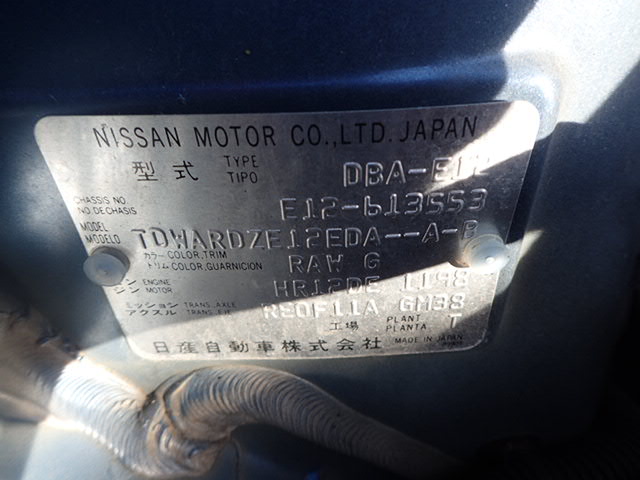 NISSAN MOTOR CO.,LTD. JAPAN
型式 TYPE TIPO DBA-E12
CHASSIS NO NO DE CHASIS E12-613553
MODEL MODELO TDWARDZE12EDA--A-B
カラー COLOR,TRIM トリム COLOR,GUARNICION RAW G
ン ENGINE ジン MOTOR HR12DE 1198
ミッション TRANS. AXLE アクスル TRANS. EJE RE0F11A GM38
工場 PLANT PLANTA T
日産自動車株式会社 MADE IN JAPAN